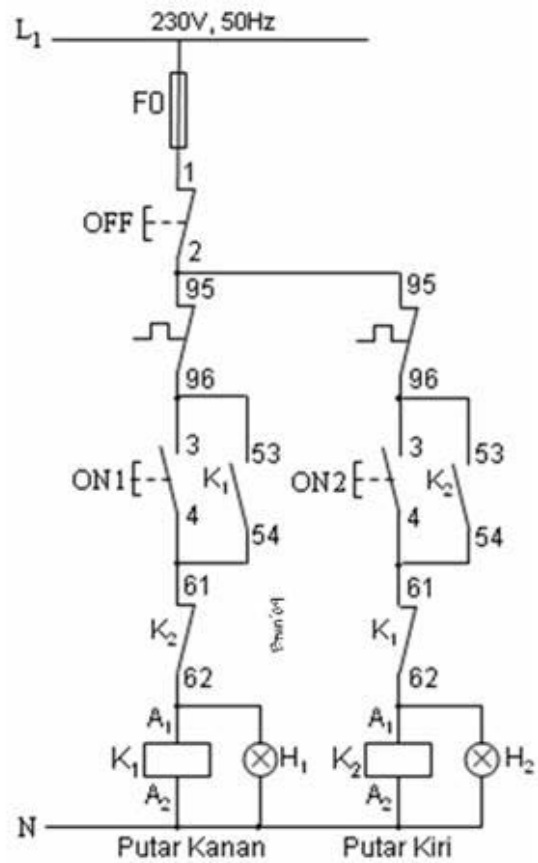 230V, 50Hz
L₁
F0
1
OFF
2
95 95
96 96
3 53 3 53
ON1 K₁ ON2 K₂
4 54 4 54
61 61
K₂ K₁
62 62
A₁ A₁
K₁ H₁ K₂ H₂
A₂ A₂
N
Putar Kanan Putar Kiri